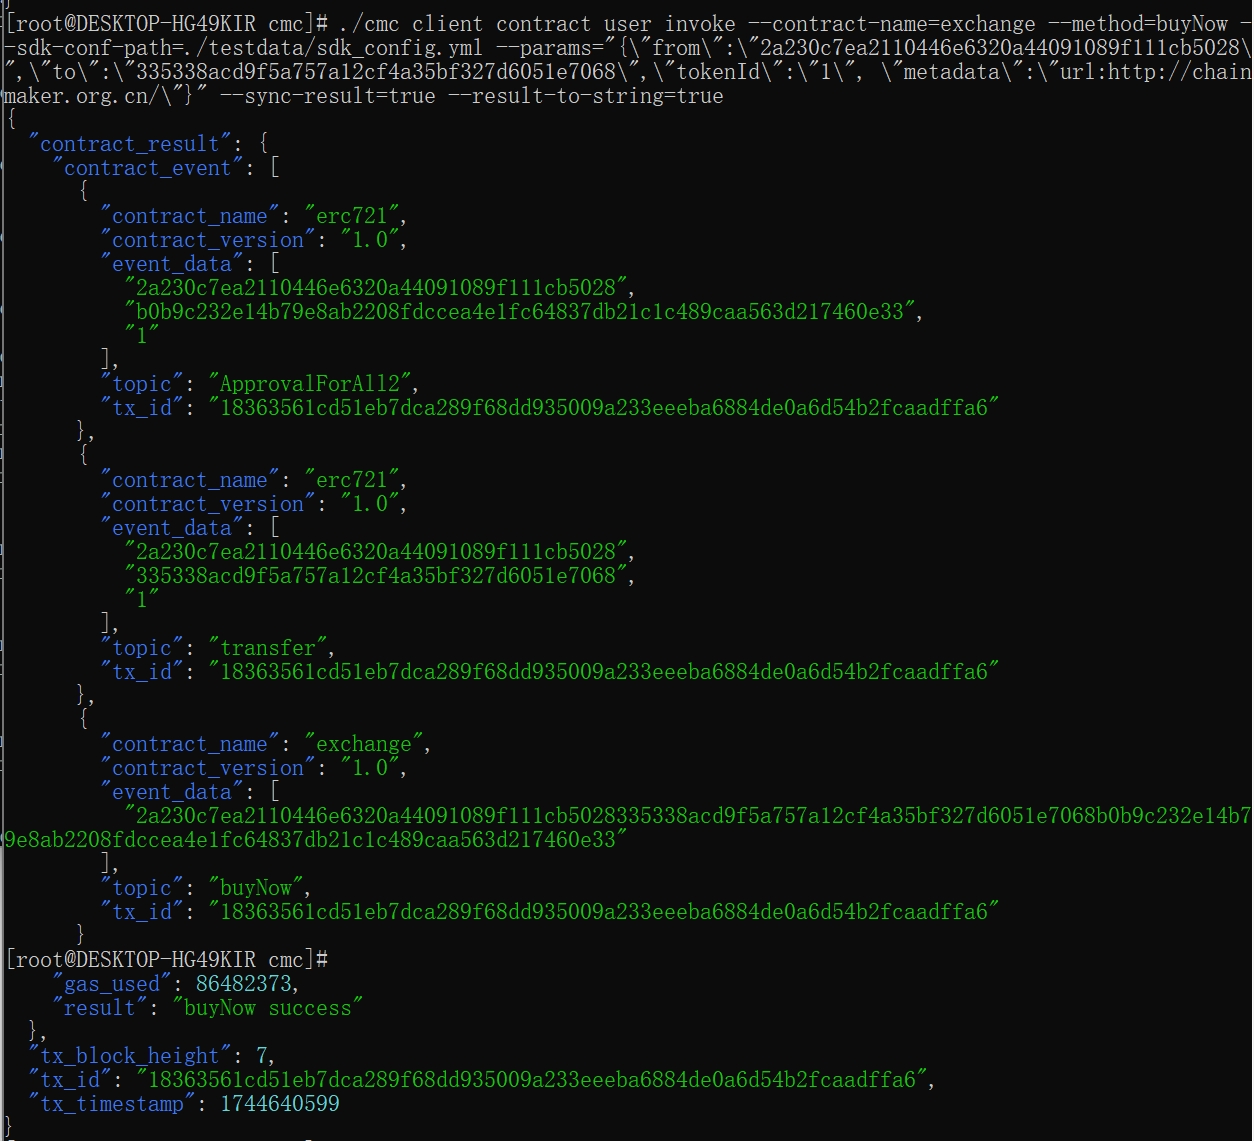 [root@DESKTOP-HG49KIR cmc]# ./cmc client contract user invoke --contract-name=exchange --method=buyNow -
-sdk-conf-path=./testdata/sdk_config.yml --params="{\"from\":\"2a230c7ea2110446e6320a44091089f111cb5028\
",\"to\":\"335338acd9f5a757a12cf4a35bf327d6051e7068\",\"tokenId\":\"1\", \"metadata\":\"url:http://chain
maker.org.cn/\"}" --sync-result=true --result-to-string=true
{
  "contract_result": {
    "contract_event": [
      {
        "contract_name": "erc721",
        "contract_version": "1.0",
        "event_data": [
          "2a230c7ea2110446e6320a44091089f111cb5028",
          "b0b9c232e14b79e8ab2208fdccea4e1fc64837db21c1c489caa563d217460e33",
          "1"
        ],
        "topic": "ApprovalForAll2",
        "tx_id": "18363561cd51eb7dca289f68dd935009a233eeeba6884de0a6d54b2fcaadffa6"
      },
      {
        "contract_name": "erc721",
        "contract_version": "1.0",
        "event_data": [
          "2a230c7ea2110446e6320a44091089f111cb5028",
          "335338acd9f5a757a12cf4a35bf327d6051e7068",
          "1"
        ],
        "topic": "transfer",
        "tx_id": "18363561cd51eb7dca289f68dd935009a233eeeba6884de0a6d54b2fcaadffa6"
      },
      {
        "contract_name": "exchange",
        "contract_version": "1.0",
        "event_data": [
          "2a230c7ea2110446e6320a44091089f111cb5028335338acd9f5a757a12cf4a35bf327d6051e7068b0b9c232e14b7
9e8ab2208fdccea4e1fc64837db21c1c489caa563d217460e33"
        ],
        "topic": "buyNow",
        "tx_id": "18363561cd51eb7dca289f68dd935009a233eeeba6884de0a6d54b2fcaadffa6"
      }
[root@DESKTOP-HG49KIR cmc]#
    "gas_used": 86482373,
    "result": "buyNow success"
  },
  "tx_block_height": 7,
  "tx_id": "18363561cd51eb7dca289f68dd935009a233eeeba6884de0a6d54b2fcaadffa6",
  "tx_timestamp": 1744640599
}